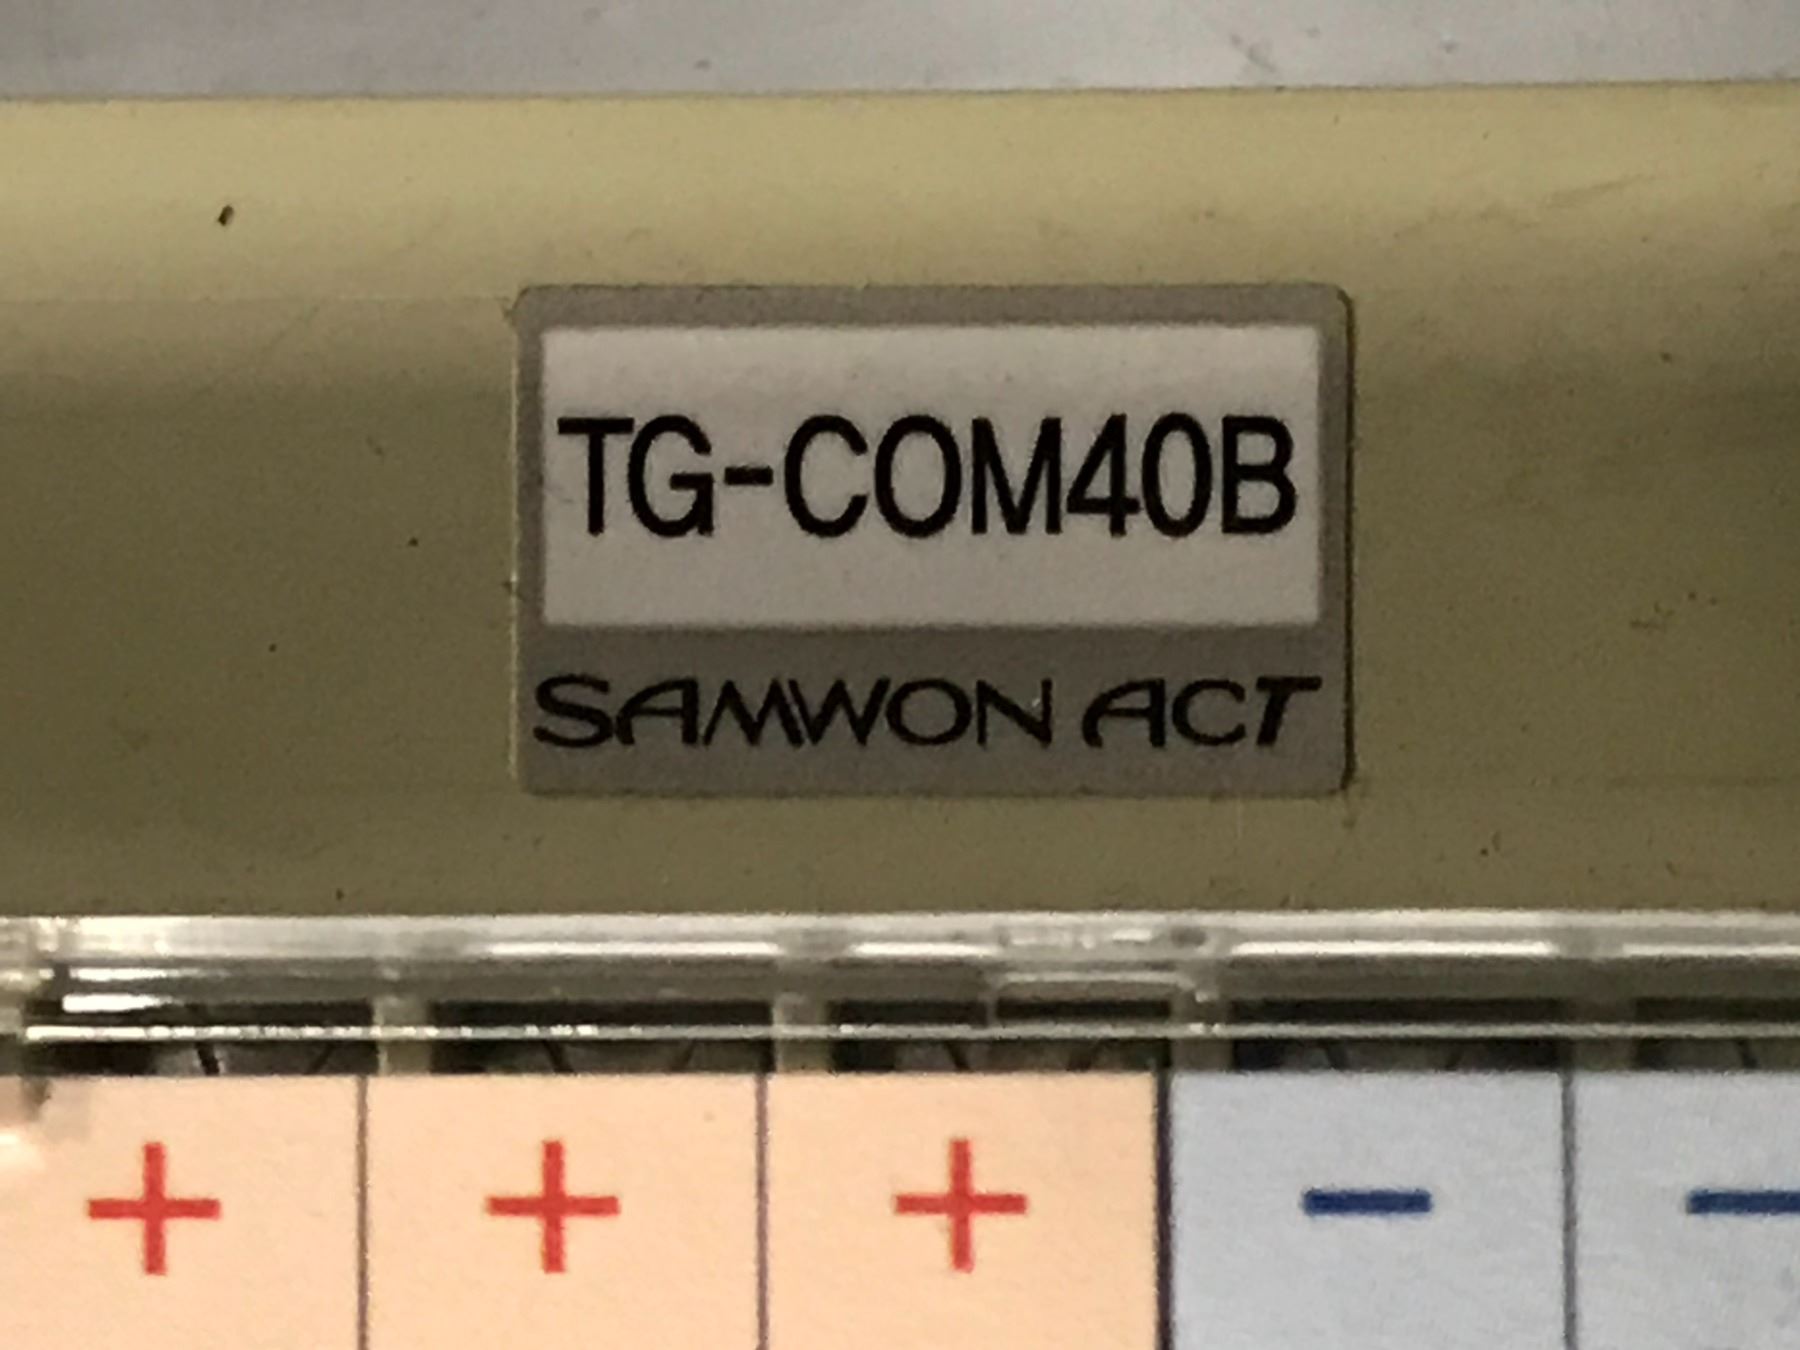 TG-COM40B
SAMWON ACT
+ + + - -